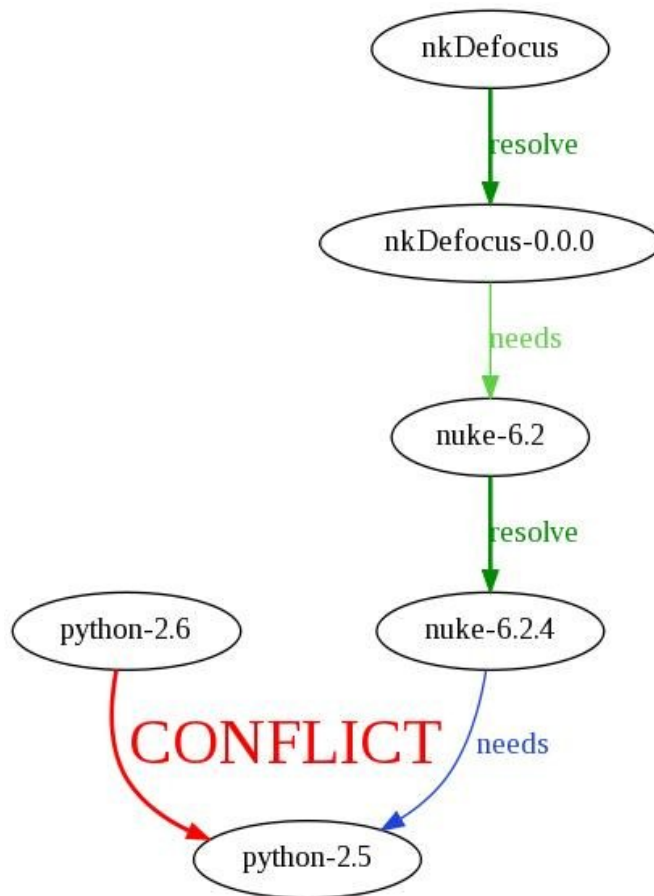 nkDefocus
resolve
nkDefocus-0.0.0
needs
nuke-6.2
resolve
python-2.6
nuke-6.2.4
CONFLICT
needs
python-2.5